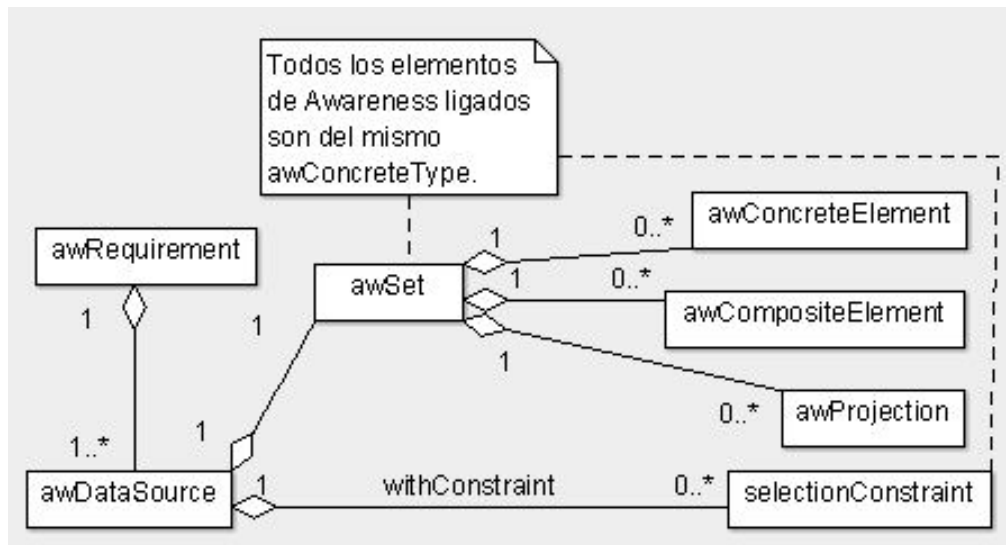 Todos los elementos
de Awareness ligados
son del mismo
awConcreteType.
awConcreteElement
1
0..*
awRequirement
awSet
1
0..*
awCompositeElement
1
1
1
0..*
awProjection
1..*
1
awDataSource
1
withConstraint
0..*
selectionConstraint